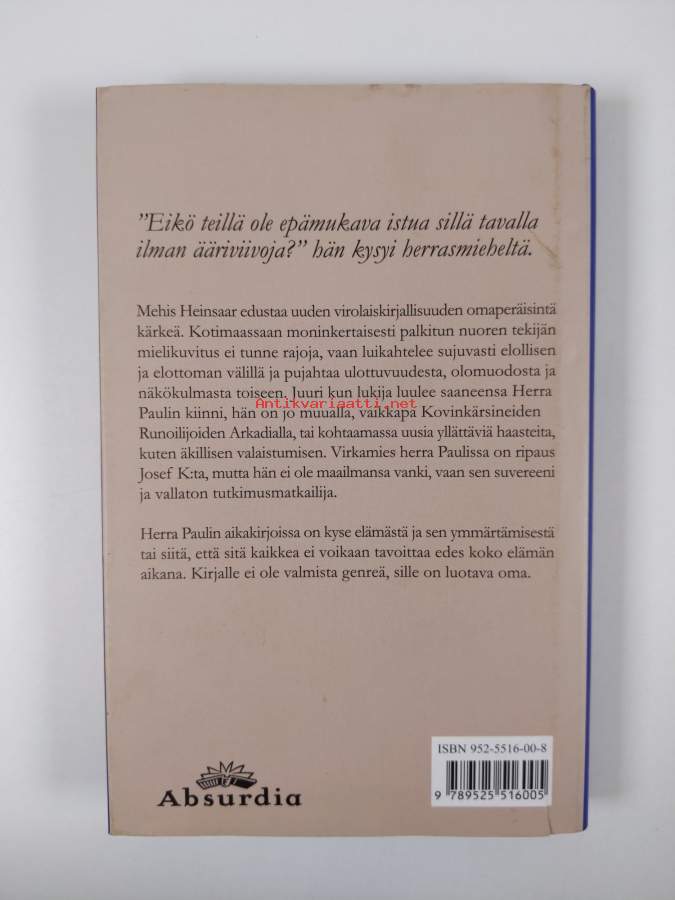 ”Eikö teillä ole epämukava istua sillä tavalla
ilman ääriviivoja?” hän kysyi herrasmieheltä.
Mehis Heinsaar edustaa uuden virolaiskirjallisuuden omaperäisintä
kärkeä. Kotimaassaan moninkertaisesti palkitun nuoren tekijän
mielikuvitus ei tunne rajoja, vaan luikahtelee sujuvasti elollisen
ja elottoman välillä ja pujahtaa ulottuvuudesta, olomuodosta ja
näkökulmasta toiseen. Juuri kun lukija luulee saaneensa Herra
Antikvariaatti.net
Paulin kiinni, hän on jo muualla, vaikkapa Kovinkärsineiden
Runoilijoiden Arkadialla, tai kohtaamassa uusia yllättäviä haasteita,
kuten äkillisen valaistumisen. Virkamies herra Paulissa on ripaus
Josef K:ta, mutta hän ei ole maailmansa vanki, vaan sen suvereeni
ja vallaton tutkimusmatkailija.
Herra Paulin aikakirjoissa on kyse elämästä ja sen ymmärtämisestä
tai siitä, että sitä kaikkea ei voikaan tavoittaa edes koko elämän
aikana. Kirjalle ei ole valmista genreä, sille on luotava oma.
ISBN 952-5516-00-8
9 789525 516005
Absurdia